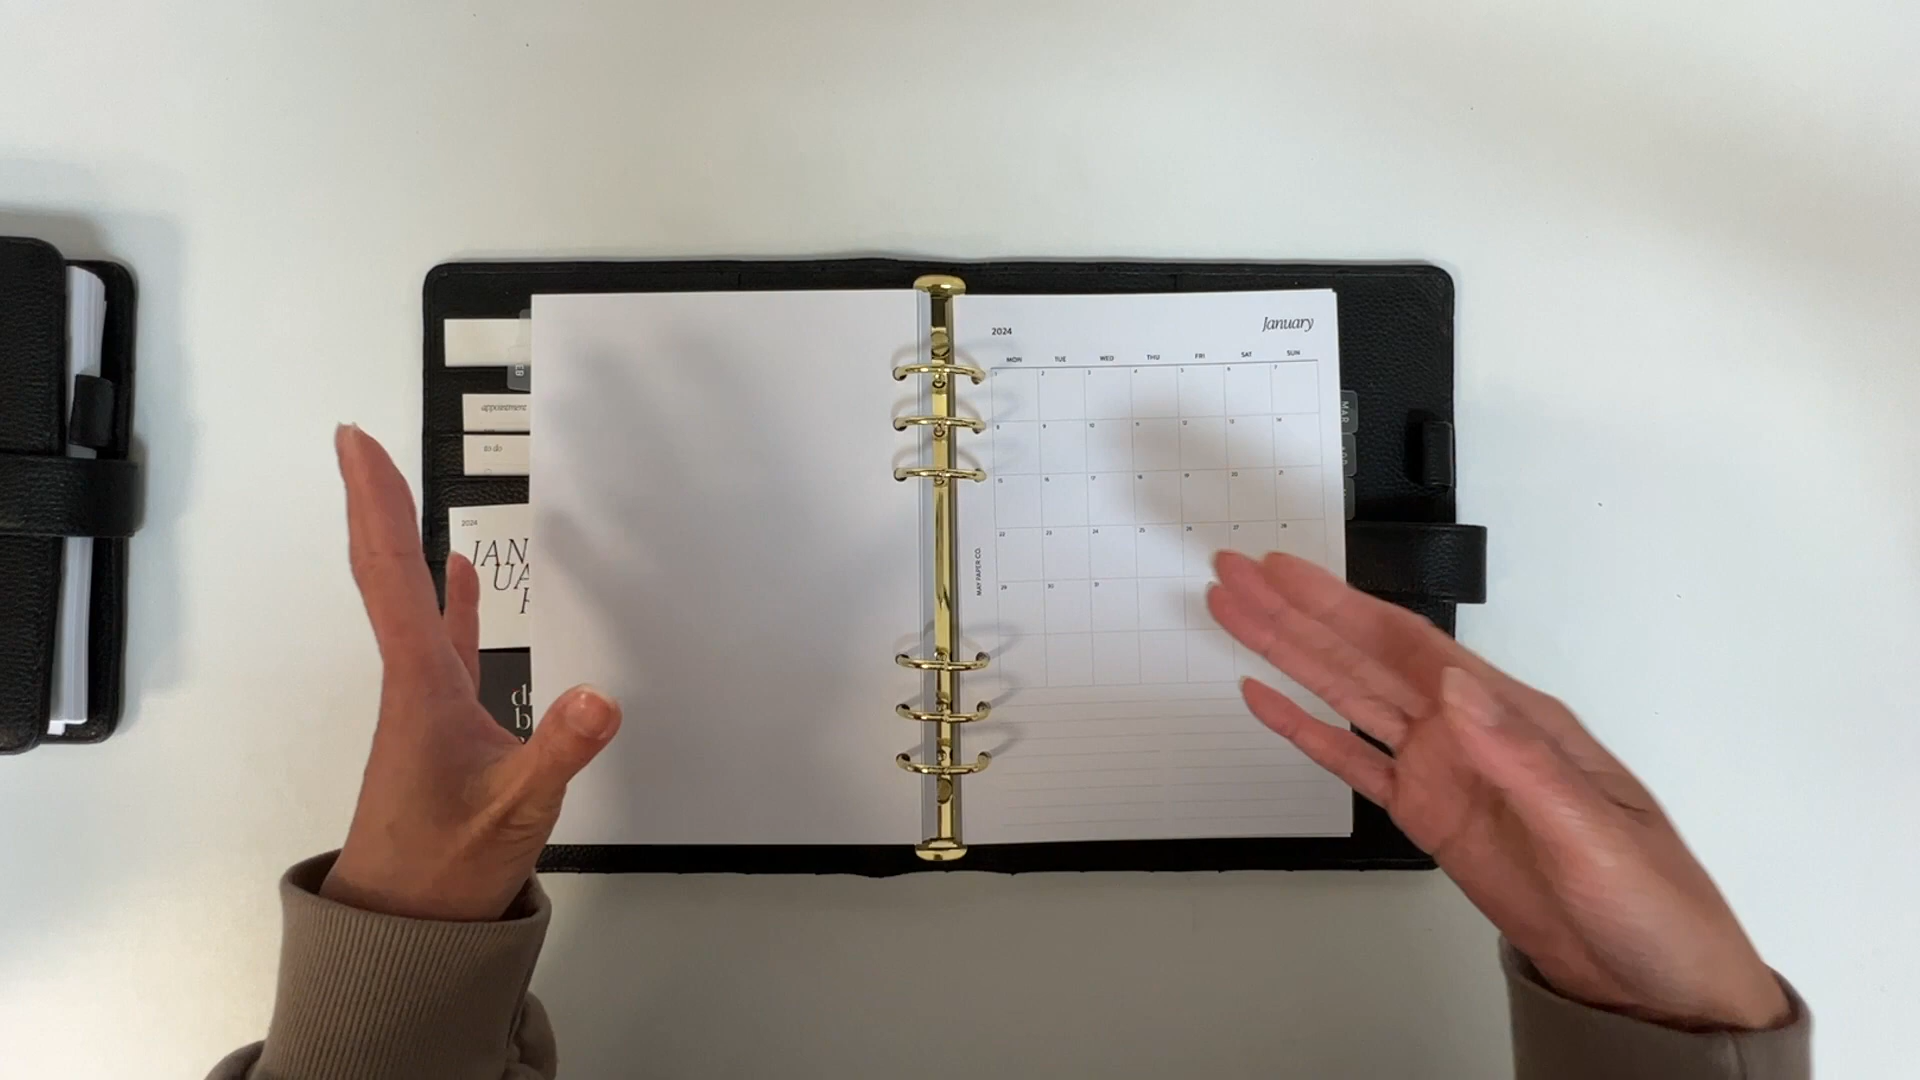 EB
appointment
to do
2024
JAN
UA
2024
January
MON TUE WED THU FRI SAT SUN
1 2 3 4 5 6 7
8 9 10 11 12 13 14
15 16 17 18 19 20 21
22 23 24 25 26 27 28
29 30 31
MAY PAPER CO.
MAR